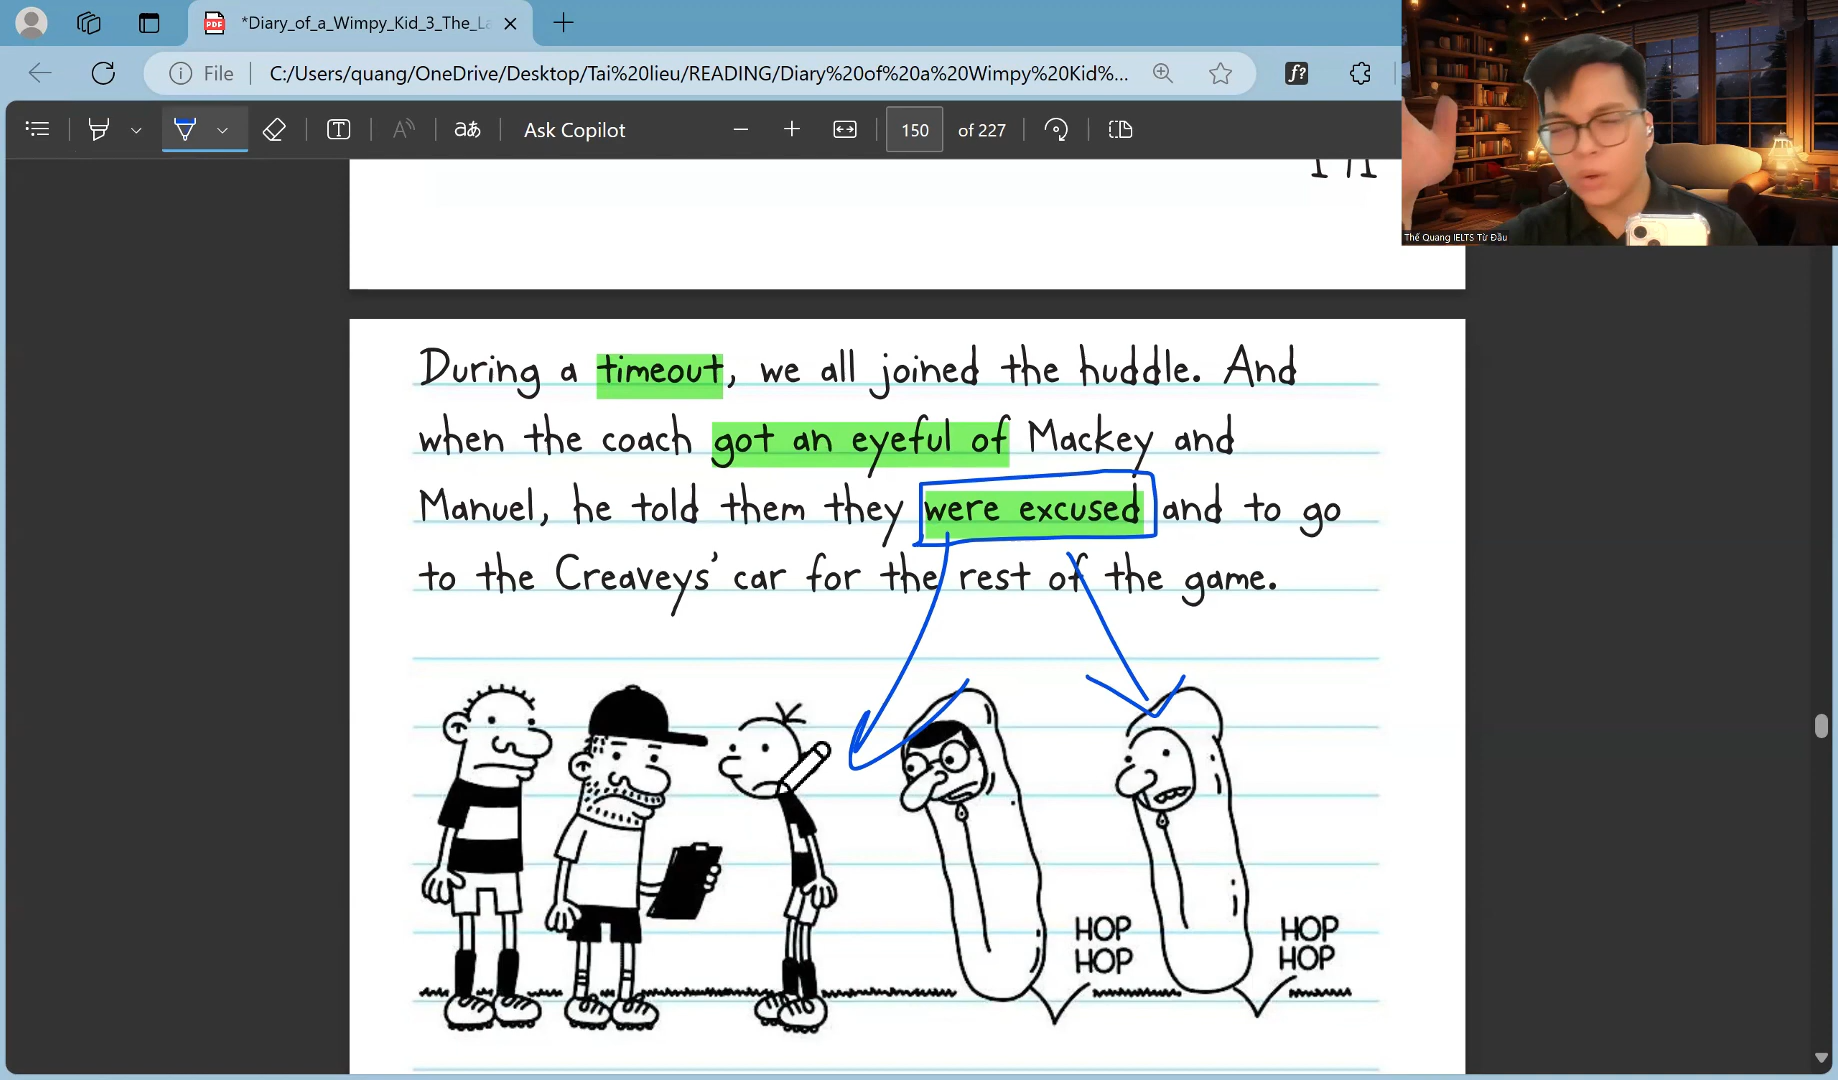 *Diary_of_a_Wimpy_Kid_3_The_La
File
C:/Users/quang/OneDrive/Desktop/Tai%20lieu/READING/Diary%20of%20a%20Wimpy%20Kid%...
Ask Copilot
150 of 227
Thế Quang IELTS Từ Đầu
During a timeout, we all joined the huddle. And
when the coach got an eyeful of Mackey and
Manuel, he told them they were excused and to go
to the Creaveys' car for the rest of the game.
HOP
HOP
HOP
HOP